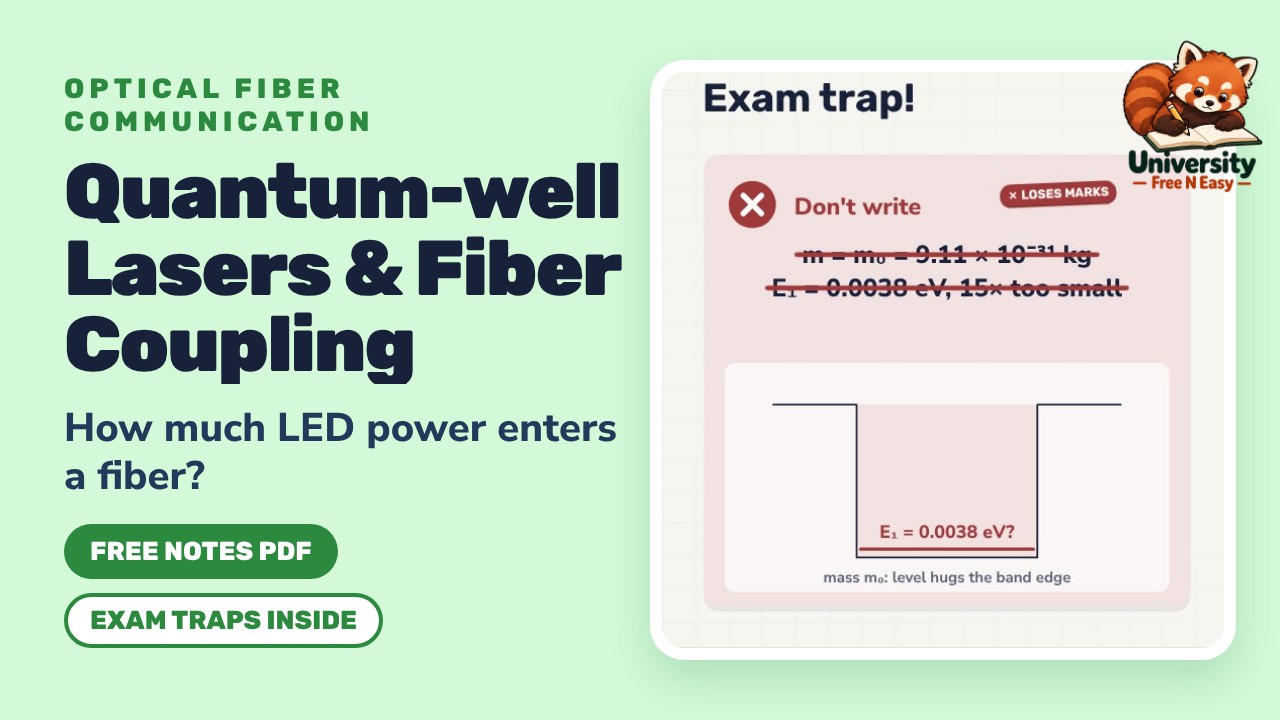 OPTICAL FIBER
COMMUNICATION
Quantum-well
Lasers & Fiber
Coupling
How much LED power enters
a fiber?
FREE NOTES PDF
EXAM TRAPS INSIDE
Exam trap!
Don't write
× LOSES MARKS
m = m₀ = 9.11 × 10⁻³¹ kg
E₁ = 0.0038 eV, 15× too small
E₁ = 0.0038 eV?
mass m₀: level hugs the band edge
University
Free N Easy